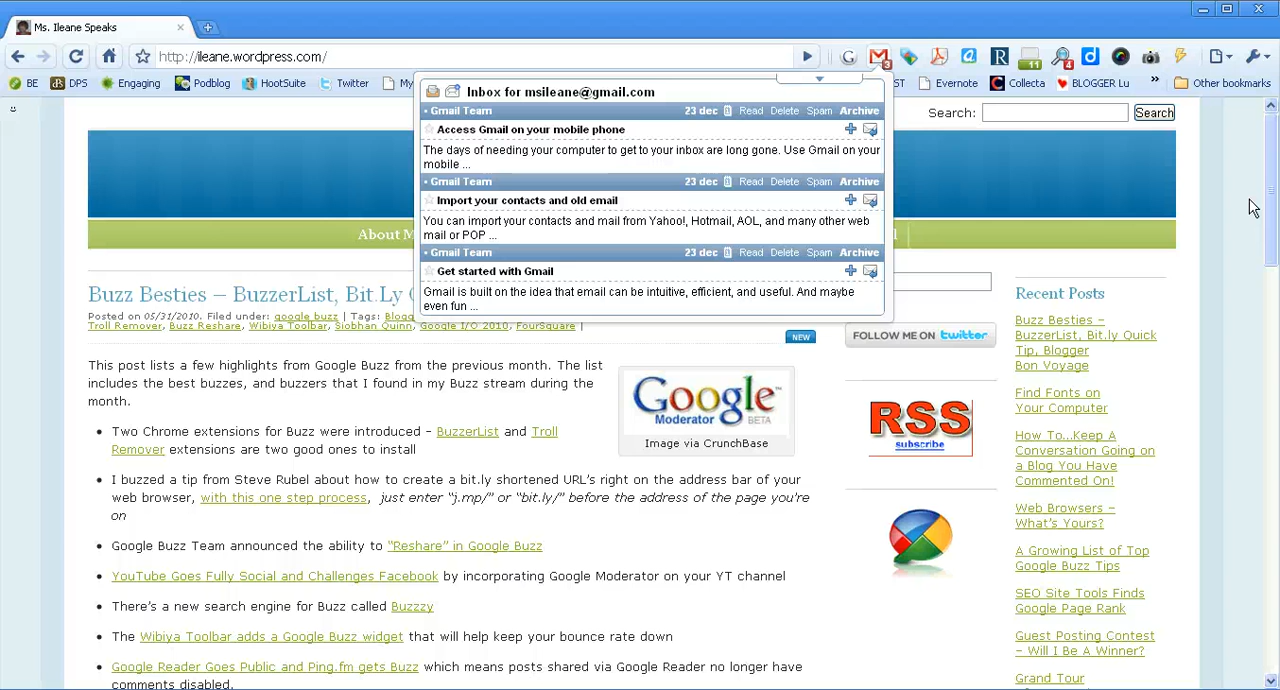 Ms. Ileane Speaks
http://ileane.wordpress.com/
3
11
4
BE
DPS
Engaging
Podblog
HootSuite
Twitter
My
ST
Evernote
Collecta
BLOGGER Lu
»
Other bookmarks
Search:
Search
Inbox for msileane@gmail.com
• Gmail Team 23 dec Read Delete Spam Archive
Access Gmail on your mobile phone
The days of needing your computer to get to your inbox are long gone. Use Gmail on your
mobile ...
• Gmail Team 23 dec Read Delete Spam Archive
Import your contacts and old email
You can import your contacts and mail from Yahoo!, Hotmail, AOL, and many other web
mail or POP ...
• Gmail Team 23 dec Read Delete Spam Archive
Get started with Gmail
Gmail is built on the idea that email can be intuitive, efficient, and useful. And maybe
even fun ...
About M
Buzz Besties – BuzzerList, Bit.Ly
Posted on 05/31/2010. Filed under: google buzz | Tags: Blogg
Troll Remover, Buzz Reshare, Wibiya Toolbar, Siobhan Quinn, Google I/O 2010, FourSquare |
NEW
This post lists a few highlights from Google Buzz from the previous month. The list
includes the best buzzes, and buzzers that I found in my Buzz stream during the
month.
Google™
Moderator BETA
Image via CrunchBase
• Two Chrome extensions for Buzz were introduced - BuzzerList and Troll
Remover extensions are two good ones to install
• I buzzed a tip from Steve Rubel about how to create a bit.ly shortened URL's right on the address bar of your
web browser, with this one step process, just enter "j.mp/" or "bit.ly/" before the address of the page you're
on
• Google Buzz Team announced the ability to "Reshare" in Google Buzz
• YouTube Goes Fully Social and Challenges Facebook by incorporating Google Moderator on your YT channel
• There's a new search engine for Buzz called Buzzzy
• The Wibiya Toolbar adds a Google Buzz widget that will help keep your bounce rate down
• Google Reader Goes Public and Ping.fm gets Buzz which means posts shared via Google Reader no longer have
comments disabled.
FOLLOW ME ON twitter
RSS
subscribe
Recent Posts
Buzz Besties –
BuzzerList, Bit.ly Quick
Tip, Blogger
Bon Voyage
Find Fonts on
Your Computer
How To...Keep A
Conversation Going on
a Blog You Have
Commented On!
Web Browsers –
What's Yours?
A Growing List of Top
Google Buzz Tips
SEO Site Tools Finds
Google Page Rank
Guest Posting Contest
– Will I Be A Winner?
Grand Tour